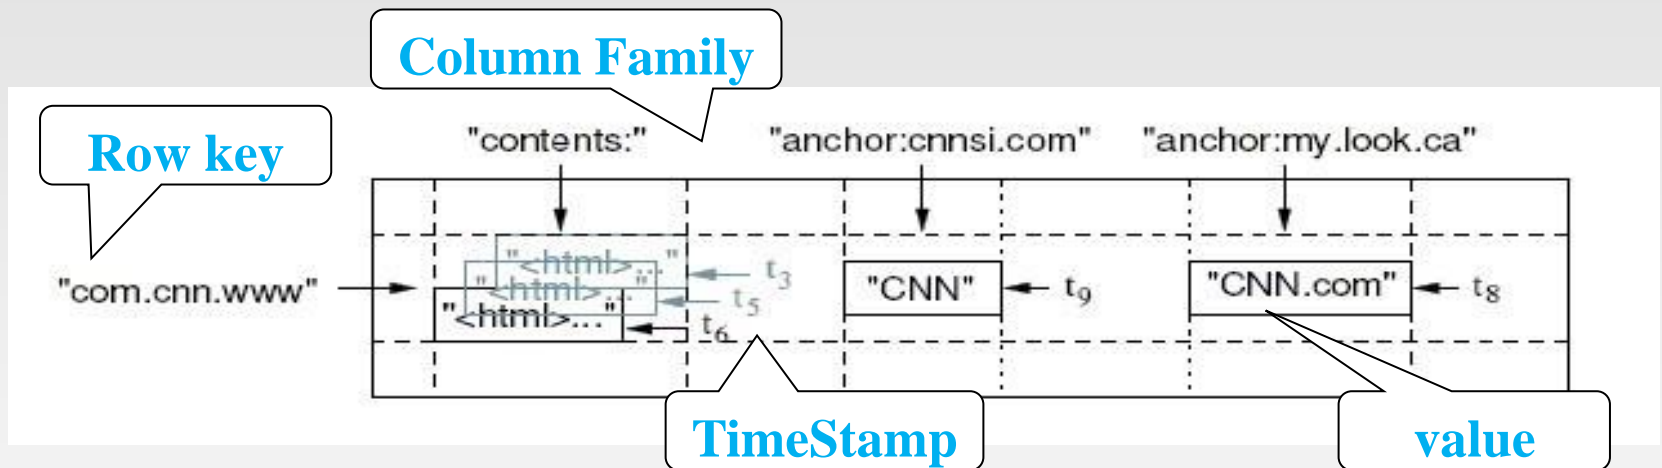 Column Family
Row key
"contents:"
"anchor:cnnsi.com"
"anchor:my.look.ca"
"<html>..."
t3
"com.cnn.www"
"<html>..."
t5
"CNN"
t9
"CNN.com"
t8
"<html>..."
t6
TimeStamp
value